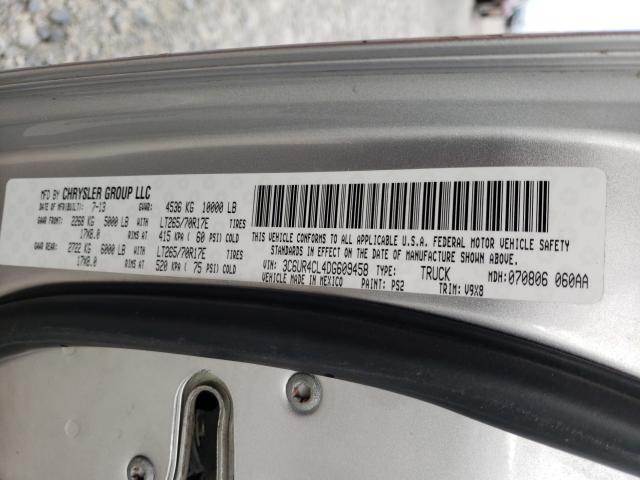 MFD BY CHRYSLER GROUP LLC
DATE OF MFR(BUILT): 7-13 GVWR: 4536 KG 10000 LB
GAWR FRONT: 2268 KG 5000 LB WITH LT265/70R17E TIRES
17X8.0 RIMS AT 415 KPA ( 60 PSI) COLD
GAWR REAR: 2722 KG 6000 LB WITH LT265/70R17E TIRES
17X8.0 RIMS AT 520 KPA ( 75 PSI) COLD
THIS VEHICLE CONFORMS TO ALL APPLICABLE U.S.A. FEDERAL MOTOR VEHICLE SAFETY
STANDARDS IN EFFECT ON THE DATE OF MANUFACTURE SHOWN ABOVE.
VIN: 3C6UR4CL4DG609458 TYPE: TRUCK MDH: 070806 060AA
VEHICLE MADE IN MEXICO PAINT: PS2 TRIM: V9X8